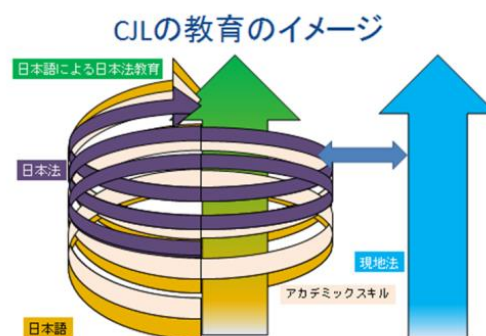 CJLの教育のイメージ
日本語による日本法教育
日本法
現地法
アカデミックスキル
日本語